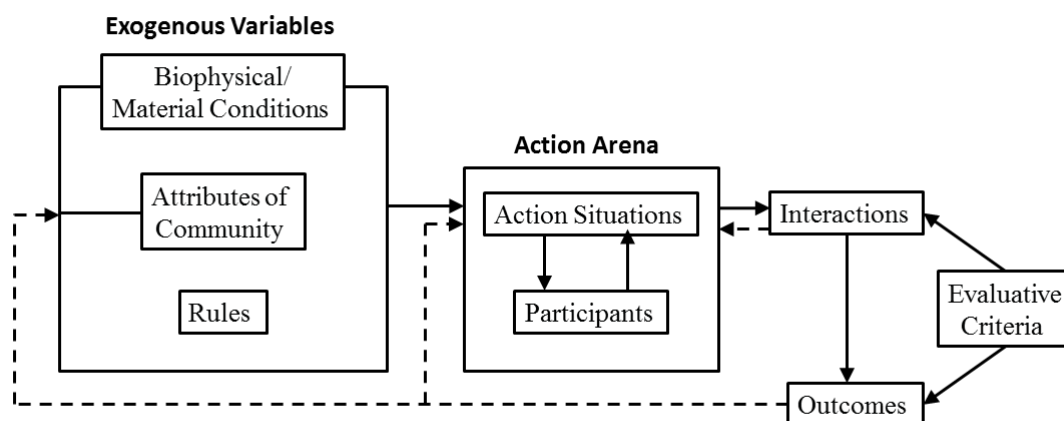 Exogenous Variables
Biophysical/
Material Conditions
Attributes of
Community
Rules
Action Arena
Action Situations
Participants
Interactions
Evaluative
Criteria
Outcomes